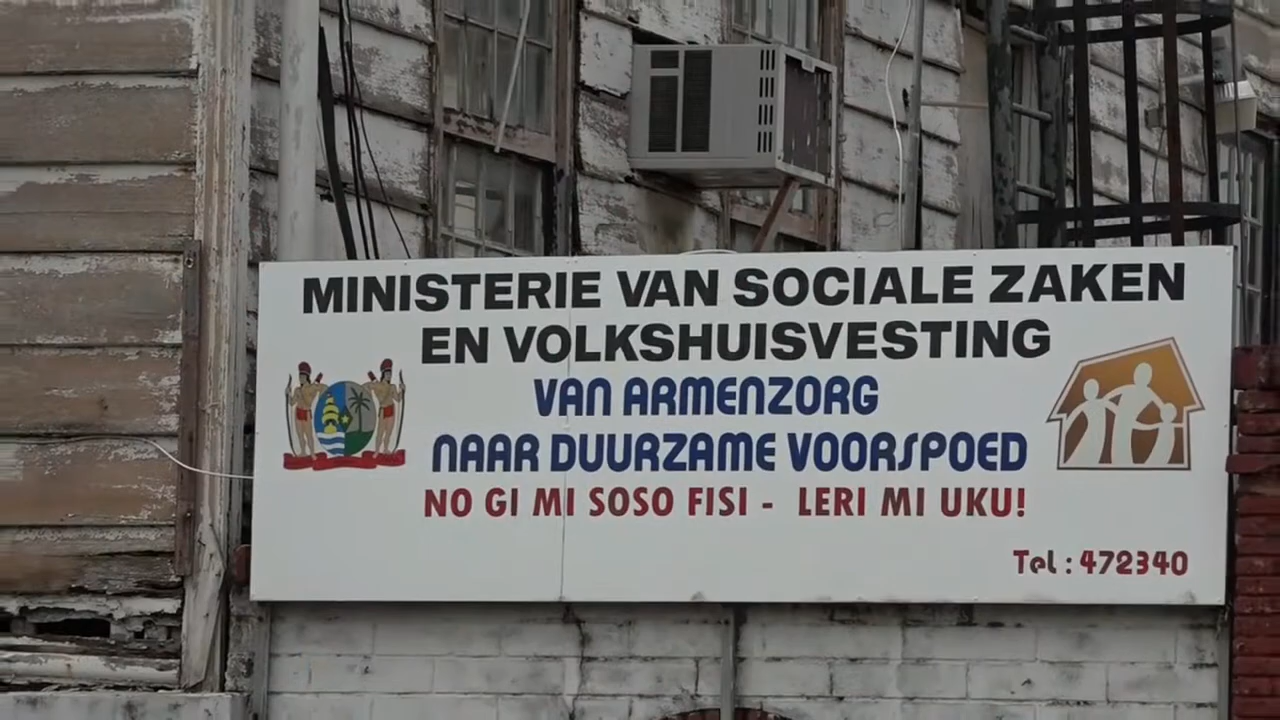 MINISTERIE VAN SOCIALE ZAKEN
EN VOLKSHUISVESTING
VAN ARMENZORG
NAAR DUURZAME VOORSPOED
NO GI MI SOSO FISI - LERI MI UKU!
Tel : 472340